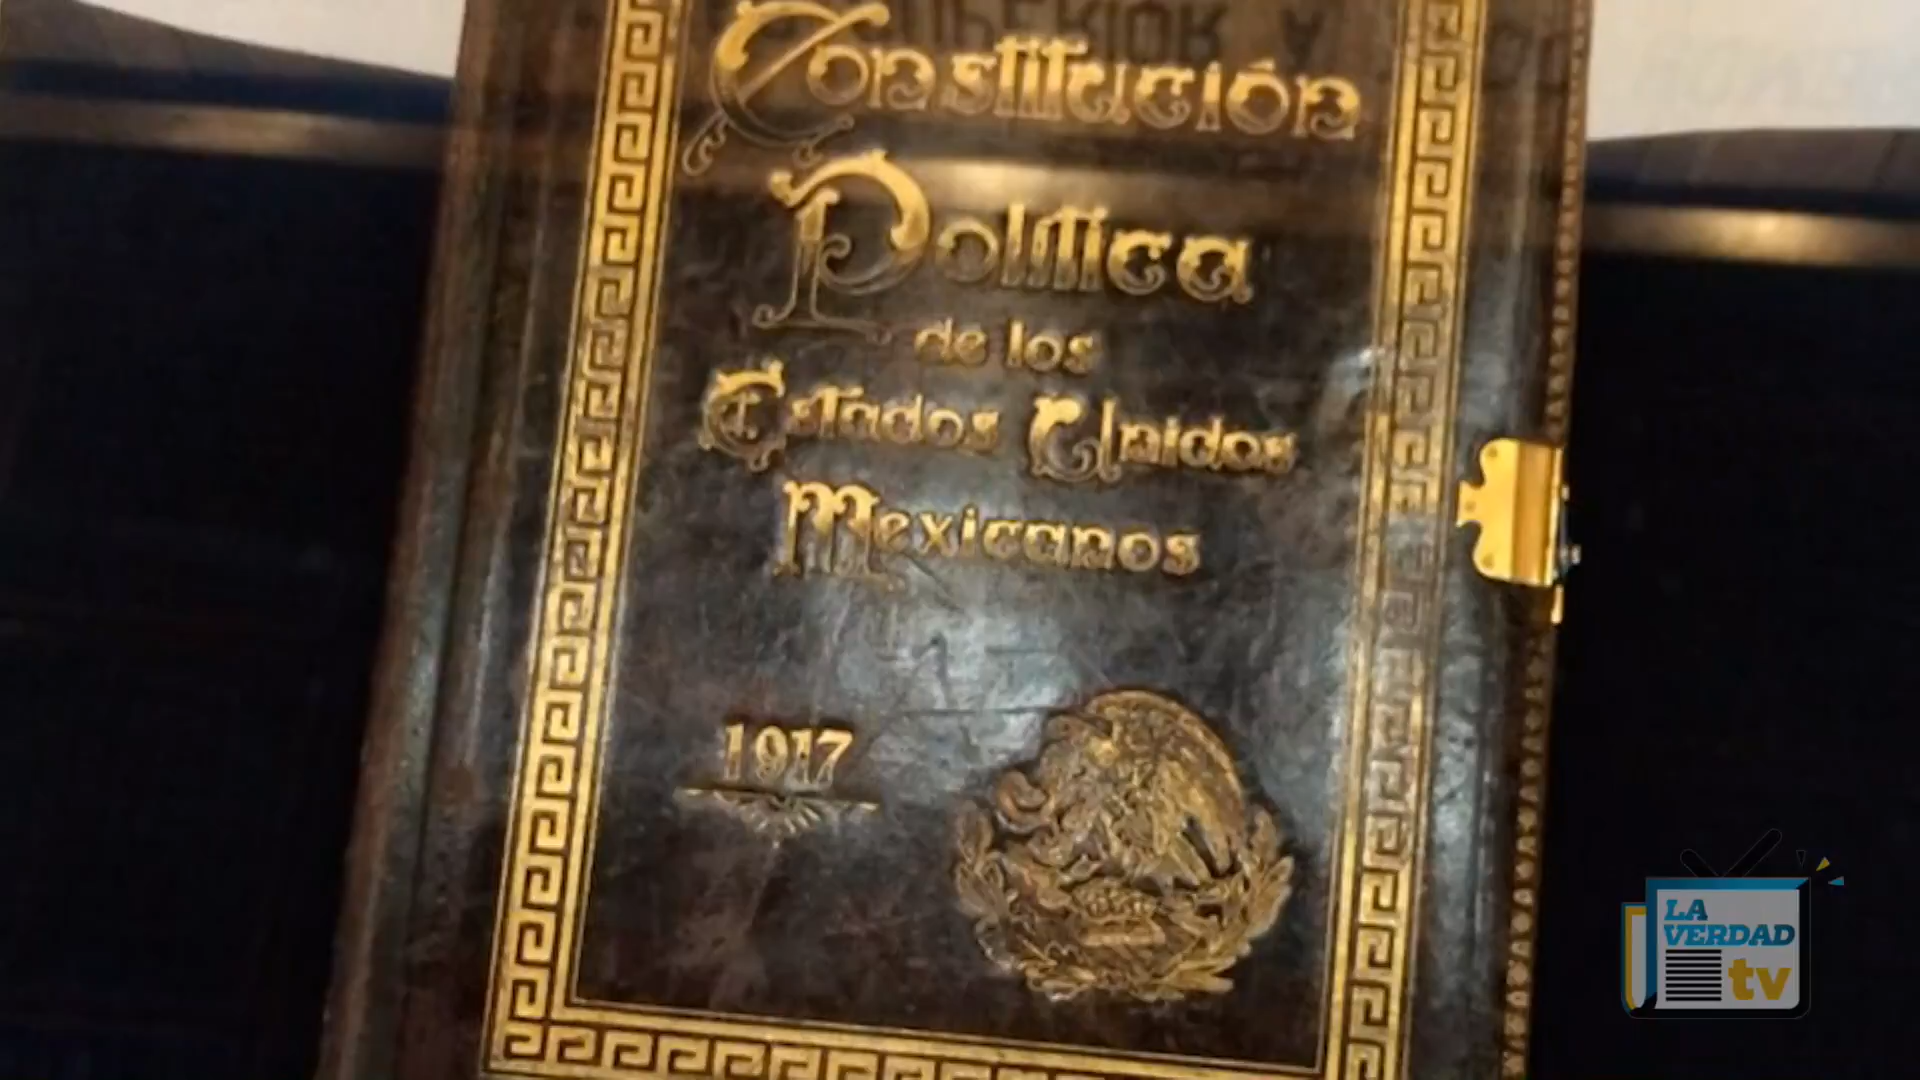 Constitución
Política
de los
Estados Unidos
Mexicanos
1917
LA
VERDAD
tv